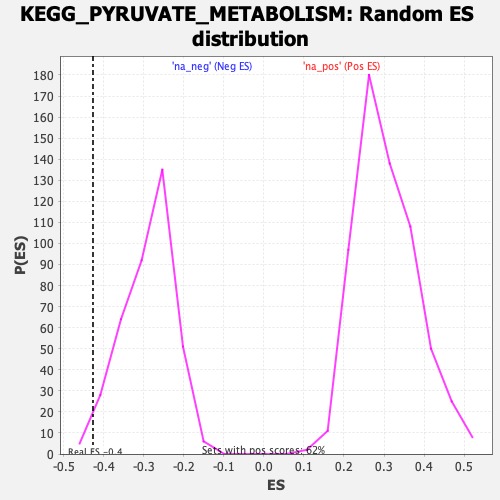 KEGG_PYRUVATE_METABOLISM: Random ES
distribution
'na_neg' (Neg ES) 'na_pos' (Pos ES)
180
170
160
150
140
130
120
110
100
90
80
70
60
50
40
30
20
10
0
P(ES)
Real ES -0.4
Sets with pos scores: 62%
-0.5 -0.4 -0.3 -0.2 -0.1 0.0 0.1 0.2 0.3 0.4 0.5
ES